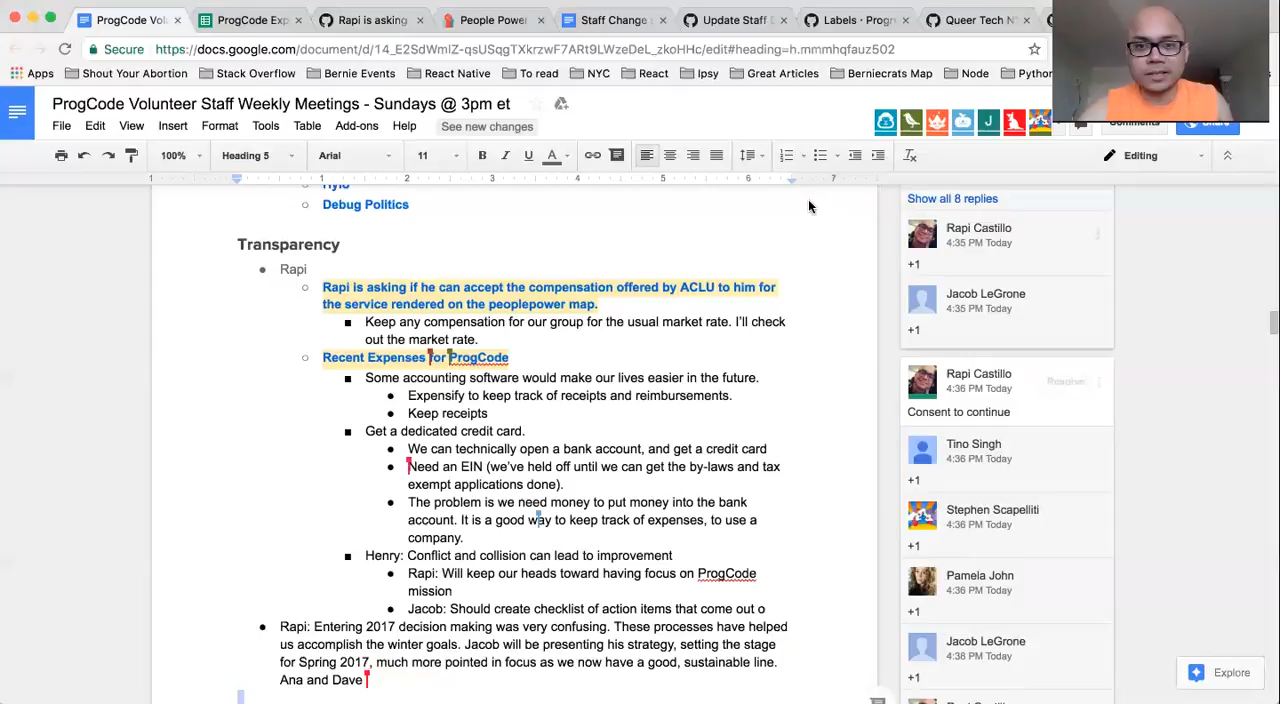 ProgCode Vol
ProgCode Exp
Rapi is asking
People Power
Staff Change
Update Staff D
Labels · Progr
Queer Tech N
Secure https://docs.google.com/document/d/14_E2SdWmIZ-qsUSqgTXkrzwF7ARt9LWzeDeL_zkoHHc/edit#heading=h.mmmhqfauz502
Apps Shout Your Abortion Stack Overflow Bernie Events React Native To read NYC React Ipsy Great Articles Berniecrats Map Node Python
ProgCode Volunteer Staff Weekly Meetings - Sundays @ 3pm et
File Edit View Insert Format Tools Table Add-ons Help See new changes
Comments
Share
100% Heading 5 Arial 11 B I U A Editing
1 1 2 3 4 5 6 7
Hylo
Debug Politics
Transparency
Rapi
Rapi is asking if he can accept the compensation offered by ACLU to him for
the service rendered on the peoplepower map.
Keep any compensation for our group for the usual market rate. I'll check
out the market rate.
Recent Expenses for ProgCode
Some accounting software would make our lives easier in the future.
Expensify to keep track of receipts and reimbursements.
Keep receipts
Get a dedicated credit card.
We can technically open a bank account, and get a credit card
Need an EIN (we've held off until we can get the by-laws and tax
exempt applications done).
The problem is we need money to put money into the bank
account. It is a good way to keep track of expenses, to use a
company.
Henry: Conflict and collision can lead to improvement
Rapi: Will keep our heads toward having focus on ProgCode
mission
Jacob: Should create checklist of action items that come out o
Rapi: Entering 2017 decision making was very confusing. These processes have helped
us accomplish the winter goals. Jacob will be presenting his strategy, setting the stage
for Spring 2017, much more pointed in focus as we now have a good, sustainable line.
Ana and Dave
Show all 8 replies
Rapi Castillo
4:35 PM Today
+1
Jacob LeGrone
4:35 PM Today
+1
Rapi Castillo
4:36 PM Today
Consent to continue
Tino Singh
4:36 PM Today
+1
Stephen Scapelliti
4:36 PM Today
+1
Pamela John
4:36 PM Today
+1
Jacob LeGrone
4:36 PM Today
+1
Rapi Castillo
Explore